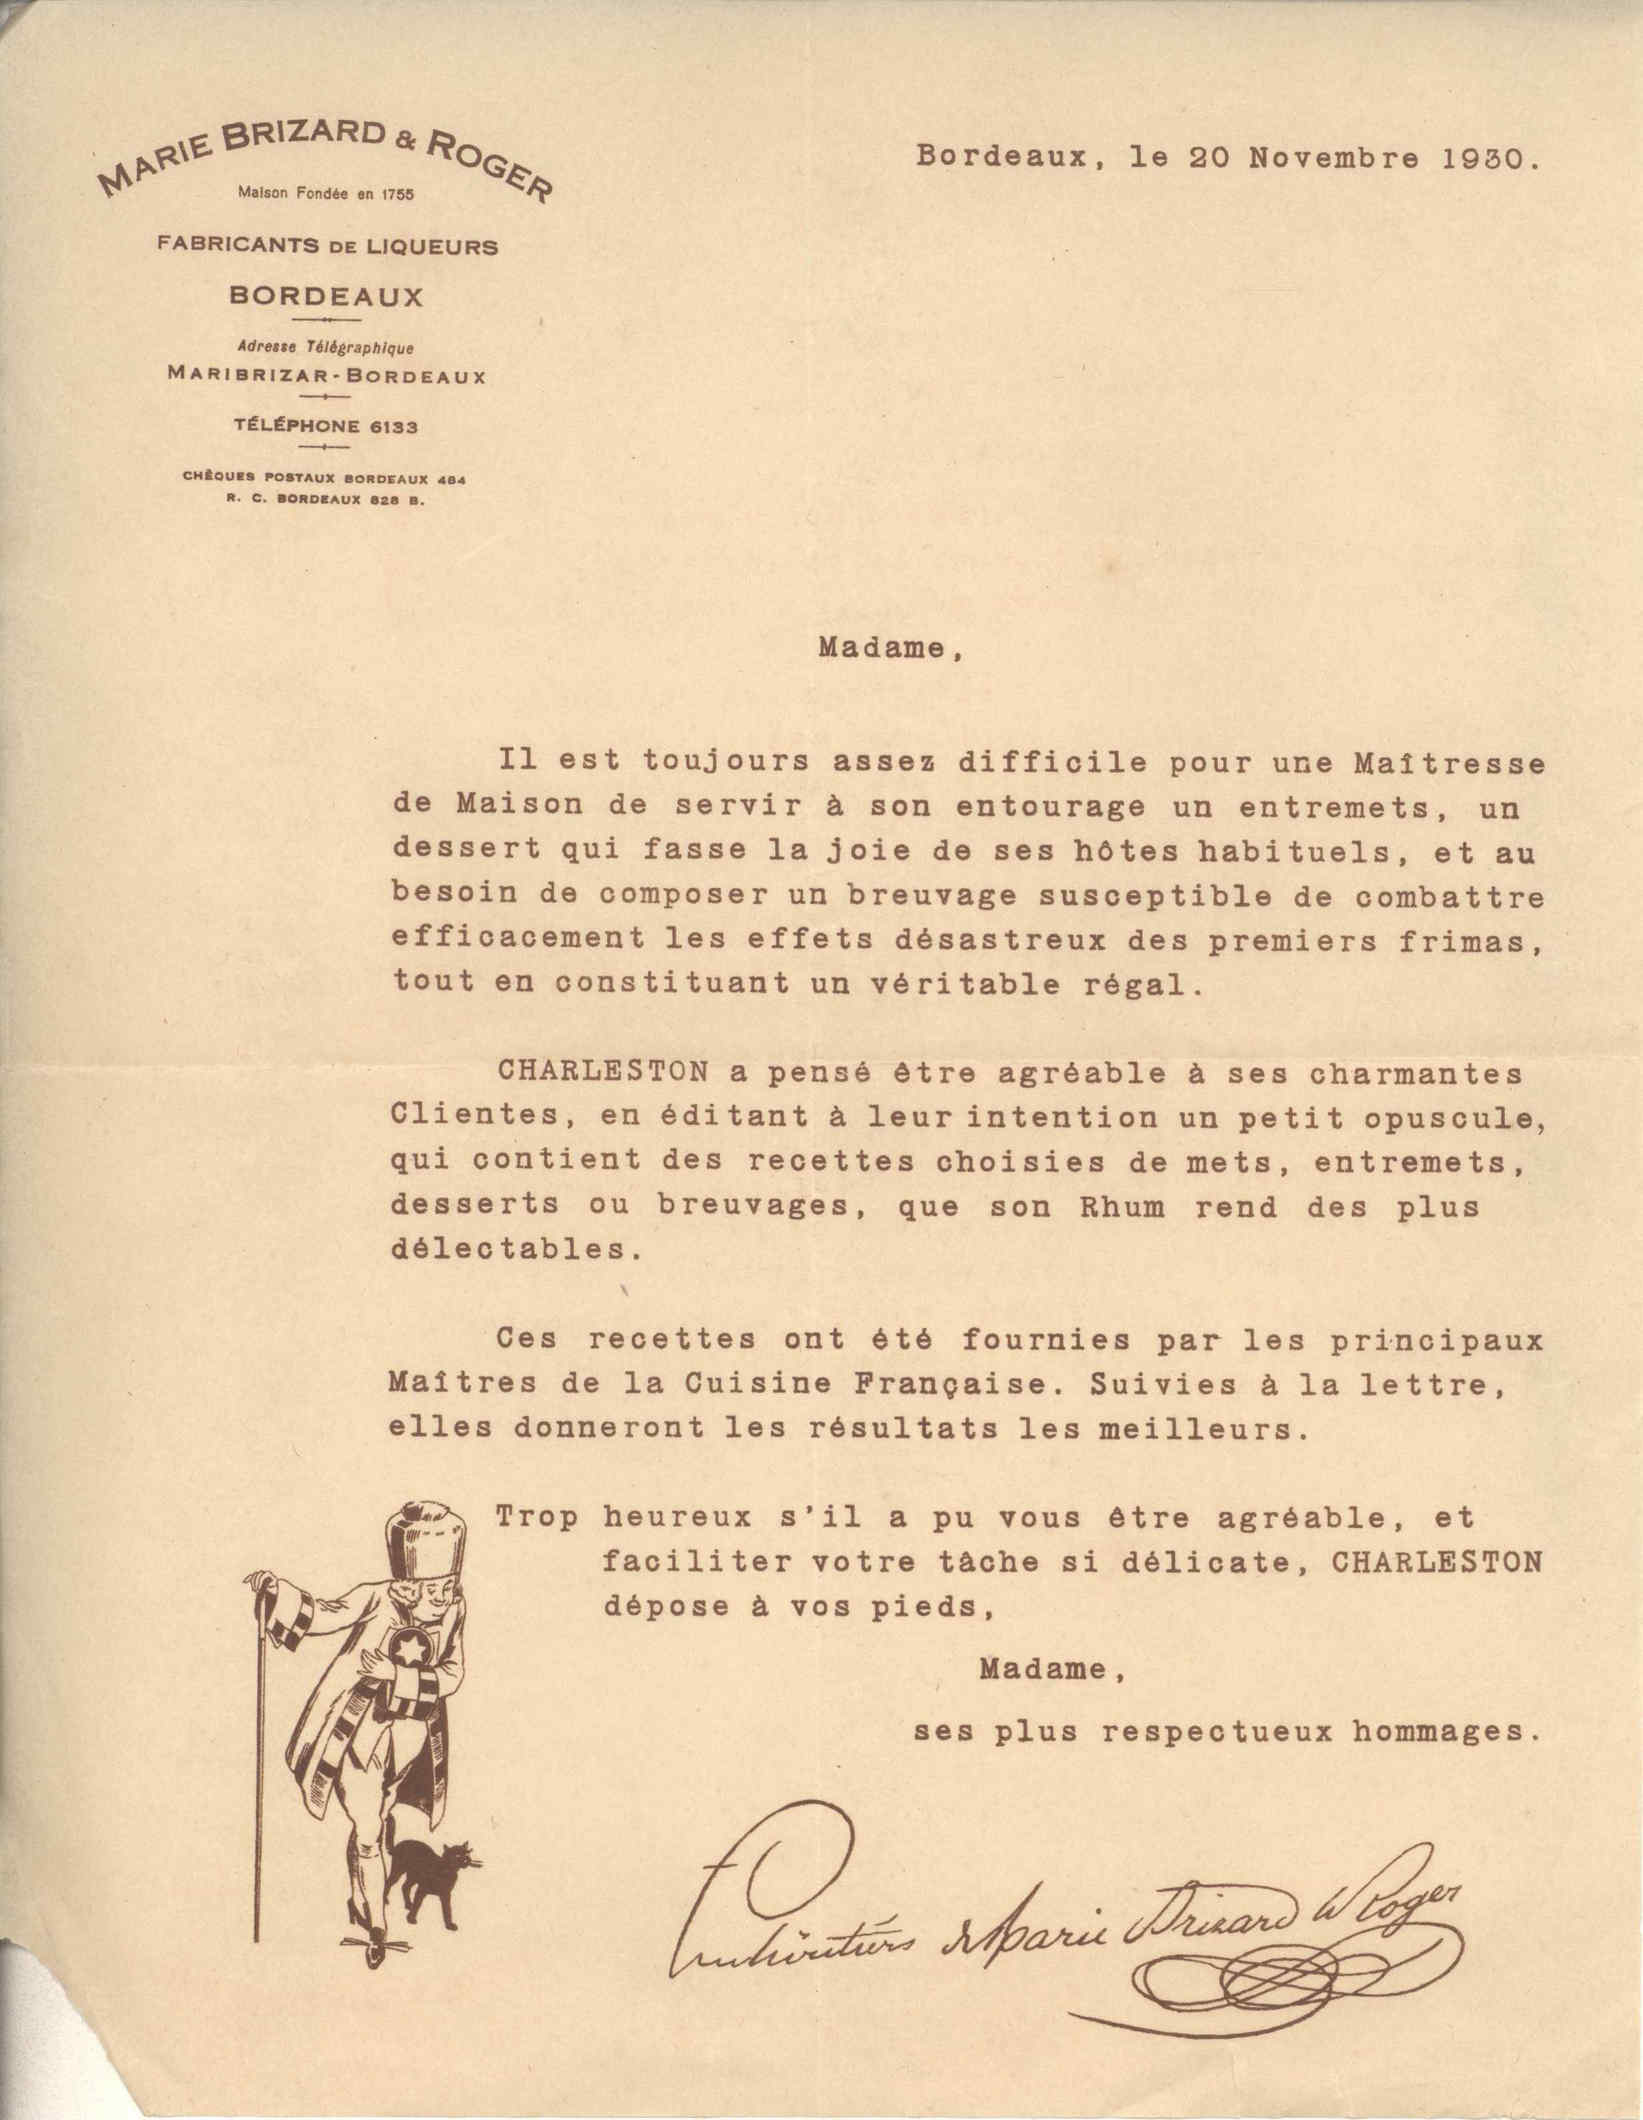 MARIE BRIZARD & ROGER
Maison Fondée en 1755
FABRICANTS DE LIQUEURS
BORDEAUX
Adresse Télégraphique
MARIBRIZAR-BORDEAUX
TÉLÉPHONE 6133
CHÈQUES POSTAUX BORDEAUX 464
R. C. BORDEAUX 828 B.
Bordeaux, le 20 Novembre 1930.
Madame,
Il est toujours assez difficile pour une Maîtresse
de Maison de servir à son entourage un entremets, un
dessert qui fasse la joie de ses hôtes habituels, et au
besoin de composer un breuvage susceptible de combattre
efficacement les effets désastreux des premiers frimas,
tout en constituant un véritable régal.
CHARLESTON a pensé être agréable à ses charmantes
Clientes, en éditant à leur intention un petit opuscule,
qui contient des recettes choisies de mets, entremets,
desserts ou breuvages, que son Rhum rend des plus
délectables.
Ces recettes ont été fournies par les principaux
Maîtres de la Cuisine Française. Suivies à la lettre,
elles donneront les résultats les meilleurs.
Trop heureux s'il a pu vous être agréable, et
faciliter votre tâche si délicate, CHARLESTON
dépose à vos pieds,
Madame,
ses plus respectueux hommages.
héritiers de Marie Brizard & Roger